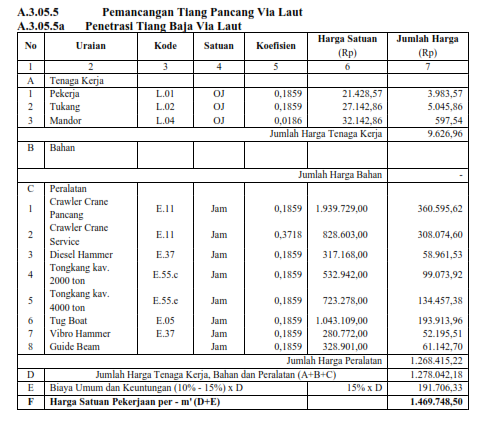 A.3.05.5 Pemancangan Tiang Pancang Via Laut
A.3.05.5a Penetrasi Tiang Baja Via Laut
No Uraian Kode Satuan Koefisien Harga Satuan (Rp) Jumlah Harga (Rp)
1 2 3 4 5 6 7
A Tenaga Kerja
1 Pekerja L.01 OJ 0,1859 21.428,57 3.983,57
2 Tukang L.02 OJ 0,1859 27.142,86 5.045,86
3 Mandor L.04 OJ 0,0186 32.142,86 597,54
Jumlah Harga Tenaga Kerja 9.626,96
B Bahan
Jumlah Harga Bahan -
C Peralatan
1 Crawler Crane Pancang E.11 Jam 0,1859 1.939.729,00 360.595,62
2 Crawler Crane Service E.11 Jam 0,3718 828.603,00 308.074,60
3 Diesel Hammer E.37 Jam 0,1859 317.168,00 58.961,53
4 Tongkang kav. 2000 ton E.55.c Jam 0,1859 532.942,00 99.073,92
5 Tongkang kav. 4000 ton E.55.e Jam 0,1859 723.278,00 134.457,38
6 Tug Boat E.05 Jam 0,1859 1.043.109,00 193.913,96
7 Vibro Hammer E.37 Jam 0,1859 280.772,00 52.195,51
8 Guide Beam Jam 0,1859 328.901,00 61.142,70
Jumlah Harga Peralatan 1.268.415,22
D Jumlah Harga Tenaga Kerja, Bahan dan Peralatan (A+B+C) 1.278.042,18
E Biaya Umum dan Keuntungan (10% - 15%) x D 15% x D 191.706,33
F Harga Satuan Pekerjaan per - m' (D+E) 1.469.748,50